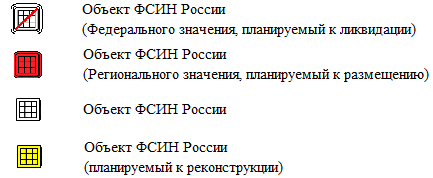 Объект ФСИН России
(Федерального значения, планируемый к ликвидации)
Объект ФСИН России
(Регионального значения, планируемый к размещению)
Объект ФСИН России
Объект ФСИН России
(планируемый к реконструкции)